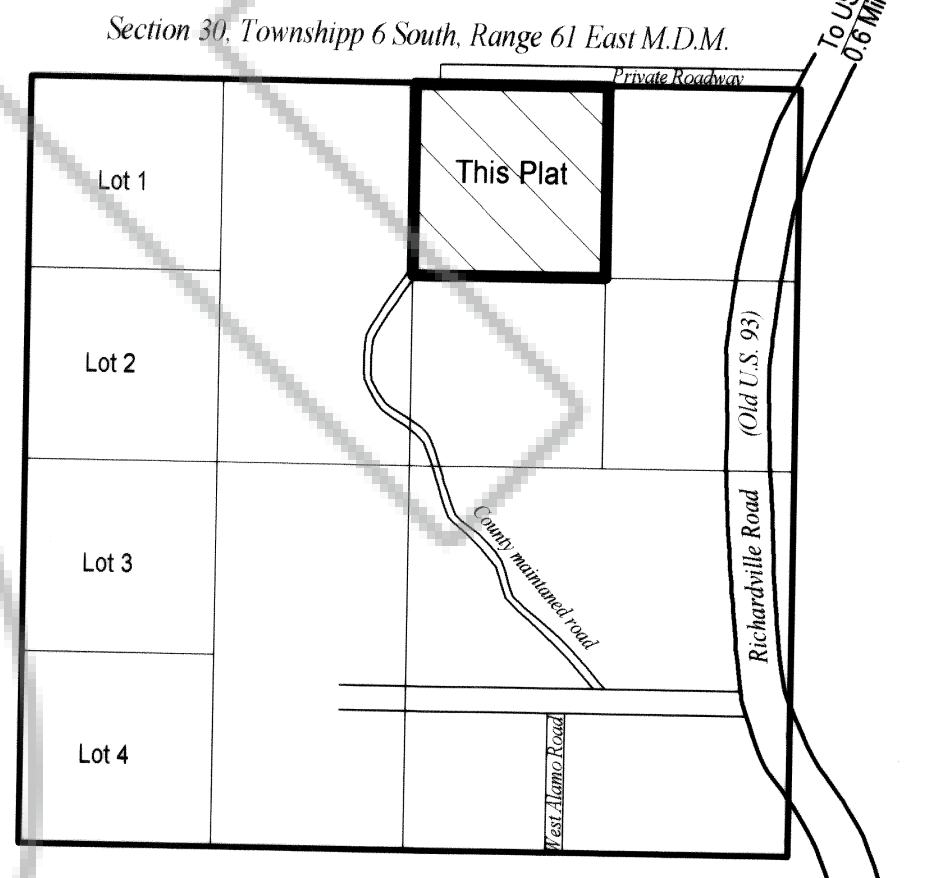 Section 30, Townshipp 6 South, Range 61 East M.D.M.
To US
0.6 Mi
Private Roadway
Lot 1
This Plat
Lot 2
(Old U.S. 93)
Lot 3
County maintaned road
Richardville Road
Lot 4
West Alamo Road